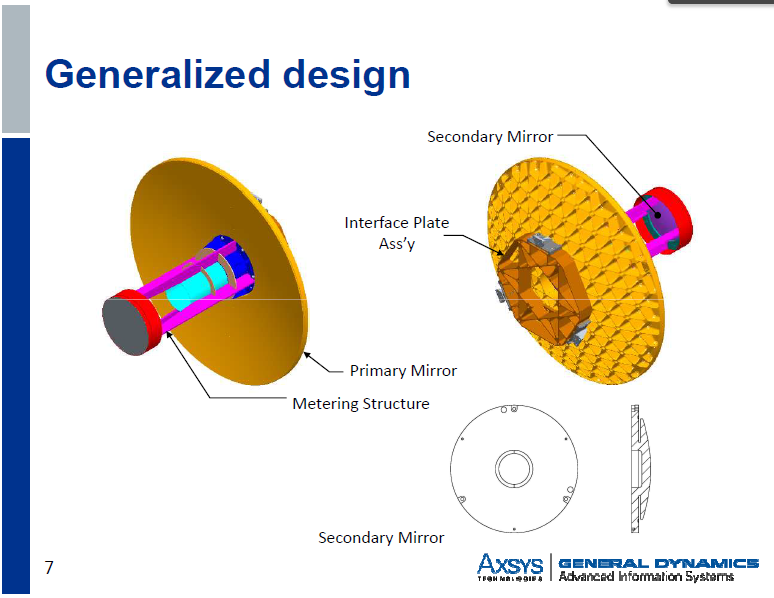 Generalized design
Secondary Mirror
Interface Plate
Ass'y
Primary Mirror
Metering Structure
Secondary Mirror
7
AXSYS
TECHNOLOGIES
GENERAL DYNAMICS
Advanced Information Systems